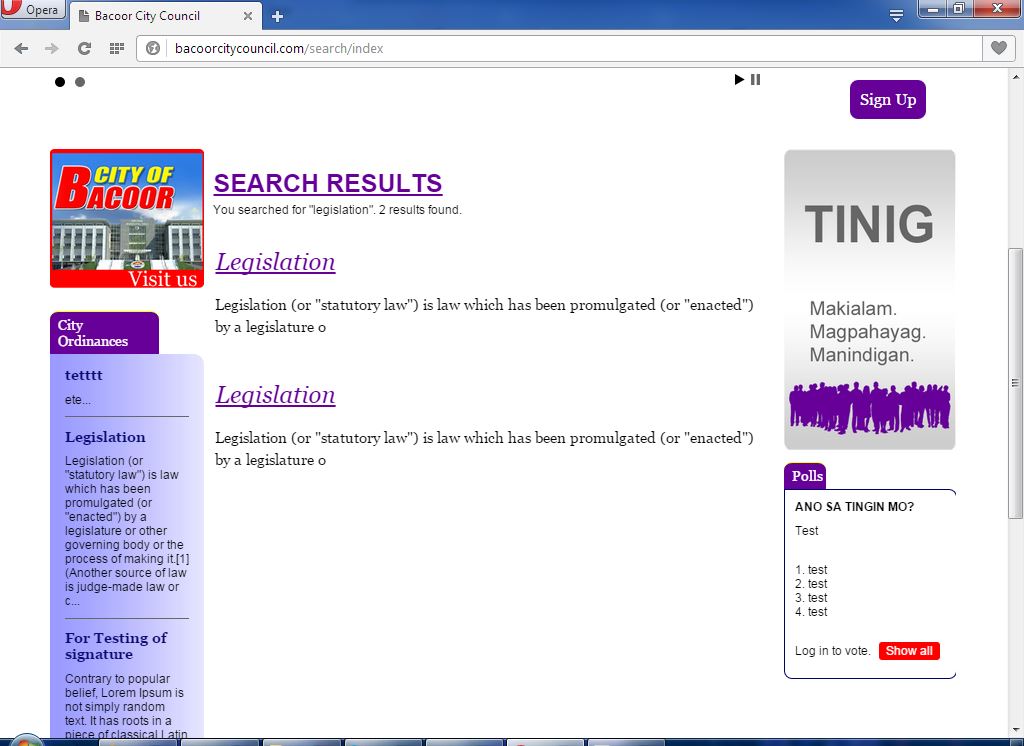 Opera
Bacoor City Council
bacoorcitycouncil.com/search/index
Sign Up
CITY OF
BACOOR
Visit us
City
Ordinances
tetttt
ete...
Legislation
Legislation (or
"statutory law") is law
which has been
promulgated (or
"enacted") by a
legislature or other
governing body or the
process of making it.[1]
(Another source of law
is judge-made law or
c...
For Testing of
signature
Contrary to popular
belief, Lorem Ipsum is
not simply random
text. It has roots in a
piece of classical Latin
SEARCH RESULTS
You searched for "legislation". 2 results found.
Legislation
Legislation (or "statutory law") is law which has been promulgated (or "enacted")
by a legislature o
Legislation
Legislation (or "statutory law") is law which has been promulgated (or "enacted")
by a legislature o
TINIG
Makialam.
Magpahayag.
Manindigan.
Polls
ANO SA TINGIN MO?
Test
1. test
2. test
3. test
4. test
Log in to vote. Show all